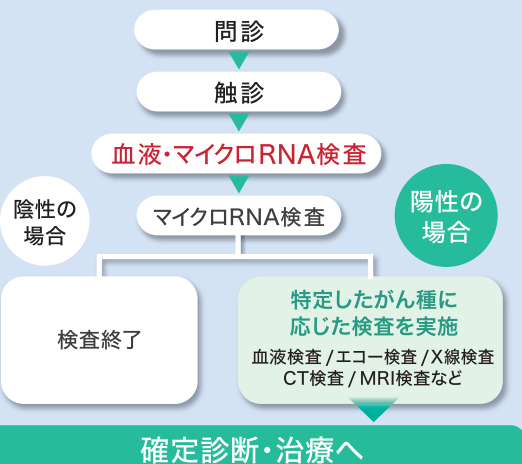 問診
触診
血液・マイクロRNA検査
マイクロRNA検査
陰性の
場合
陽性の
場合
検査終了
特定したがん種に
応じた検査を実施
血液検査/エコー検査/X線検査
CT検査/MRI検査など
確定診断・治療へ